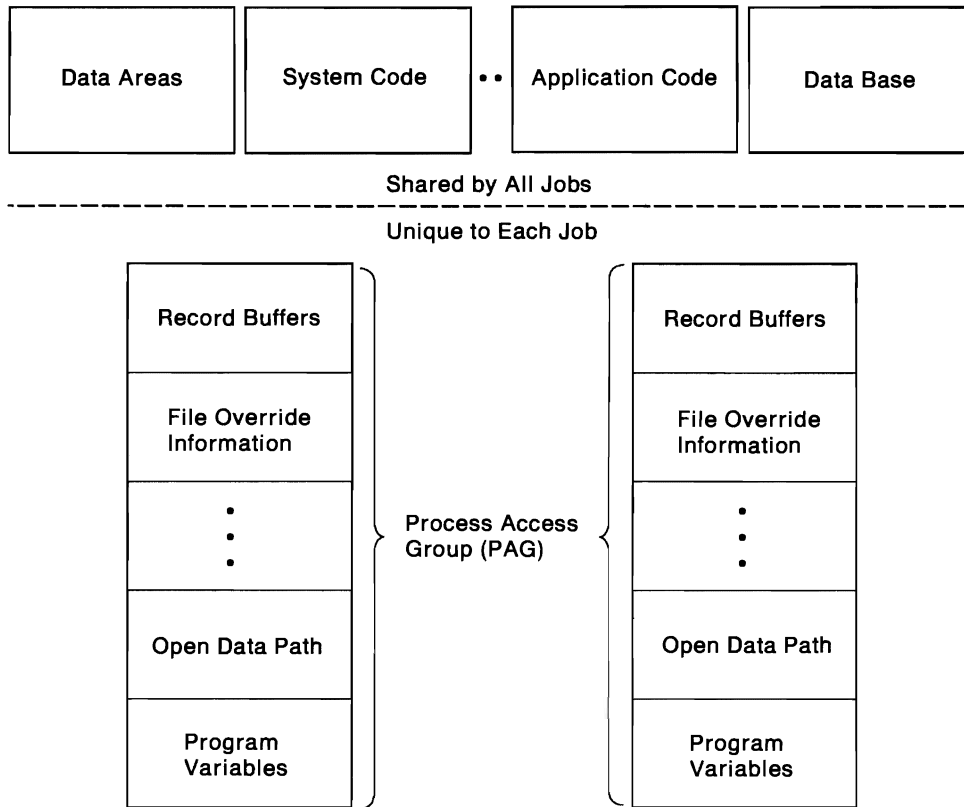 Data Areas
System Code
Application Code
Data Base
Shared by All Jobs
Unique to Each Job
Record Buffers
File Override
Information
Open Data Path
Program
Variables
Process Access
Group (PAG)
Record Buffers
File Override
Information
Open Data Path
Program
Variables